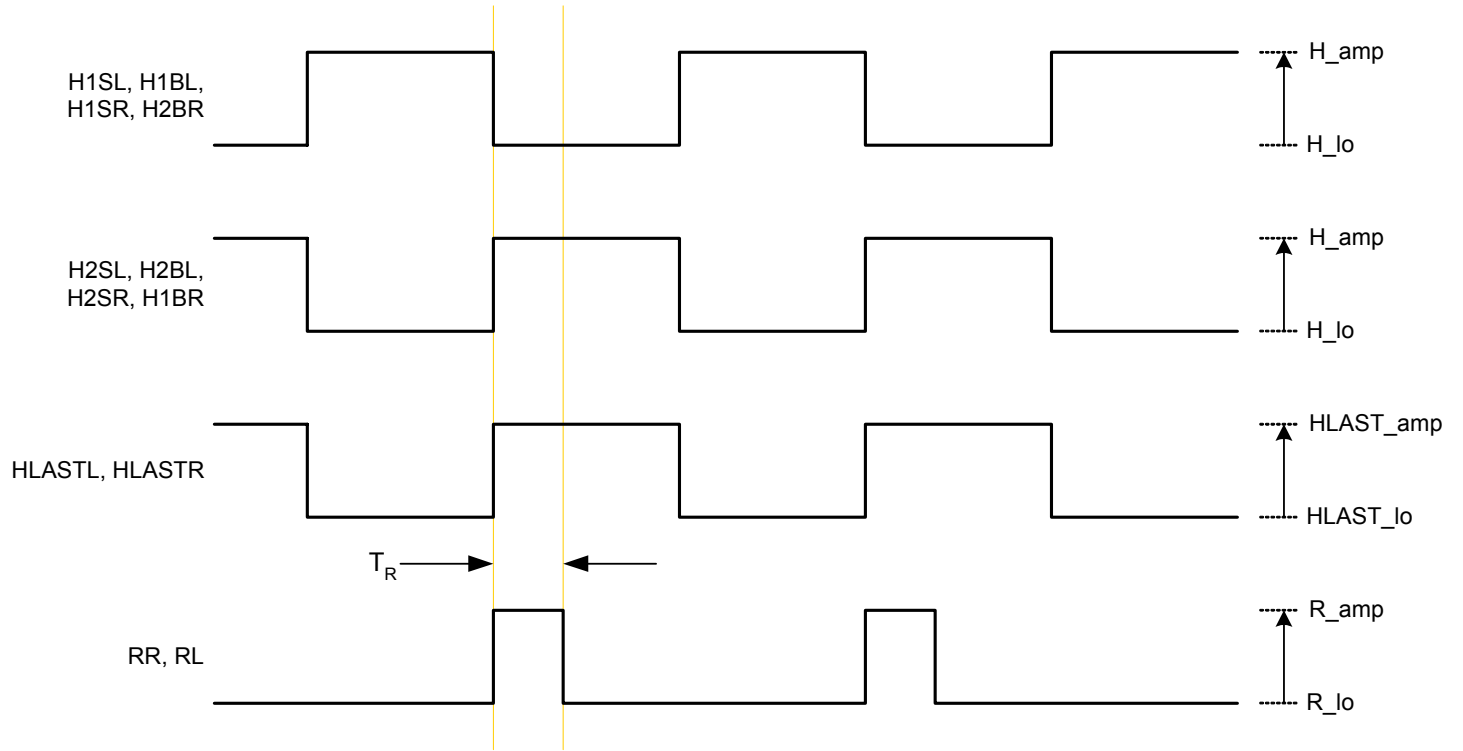 H1SL, H1BL,
H1SR, H2BR
H_amp
H_lo
H2SL, H2BL,
H2SR, H1BR
H_amp
H_lo
HLASTL, HLASTR
HLAST_amp
HLAST_lo
TR
RR, RL
R_amp
R_lo